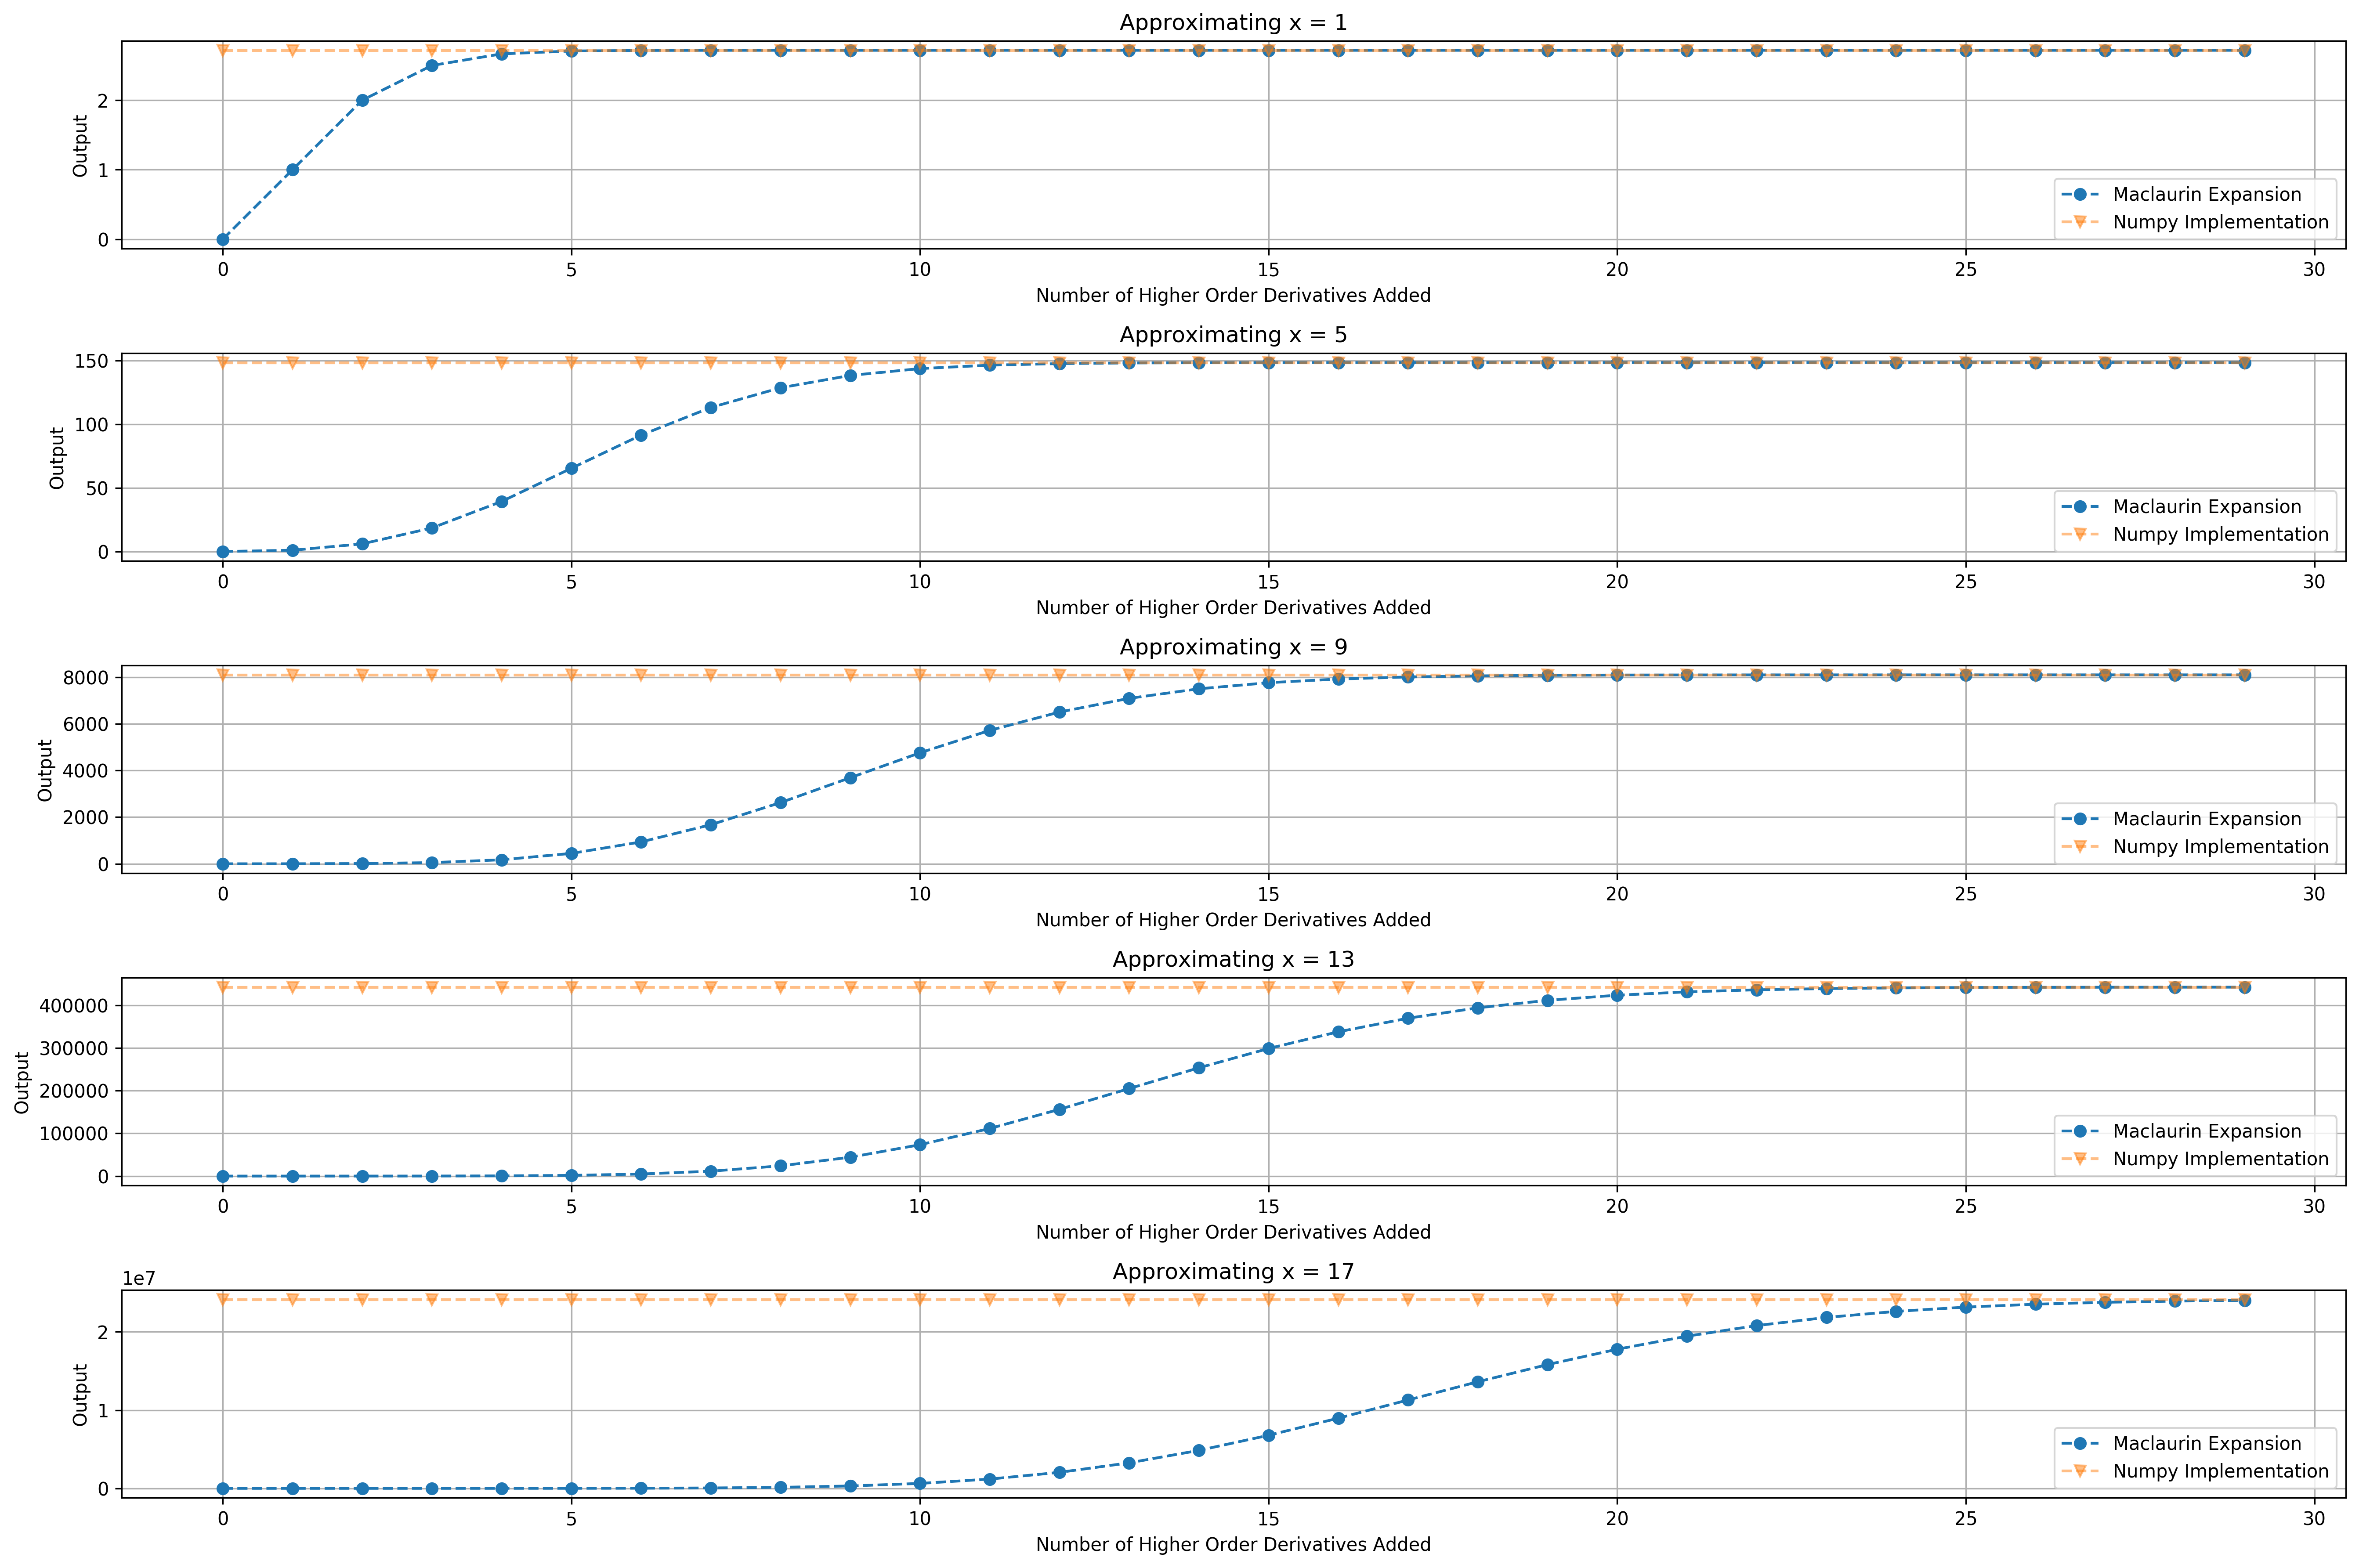 Approximating x = 1
2
1
0
Output
Maclaurin Expansion
Numpy Implementation
0 5 10 15 20 25 30
Number of Higher Order Derivatives Added
Approximating x = 5
150
100
50
0
Output
Maclaurin Expansion
Numpy Implementation
0 5 10 15 20 25 30
Number of Higher Order Derivatives Added
Approximating x = 9
8000
6000
4000
2000
0
Output
Maclaurin Expansion
Numpy Implementation
0 5 10 15 20 25 30
Number of Higher Order Derivatives Added
Approximating x = 13
400000
300000
200000
100000
0
Output
Maclaurin Expansion
Numpy Implementation
0 5 10 15 20 25 30
Number of Higher Order Derivatives Added
Approximating x = 17
1e7
2
1
0
Output
Maclaurin Expansion
Numpy Implementation
0 5 10 15 20 25 30
Number of Higher Order Derivatives Added